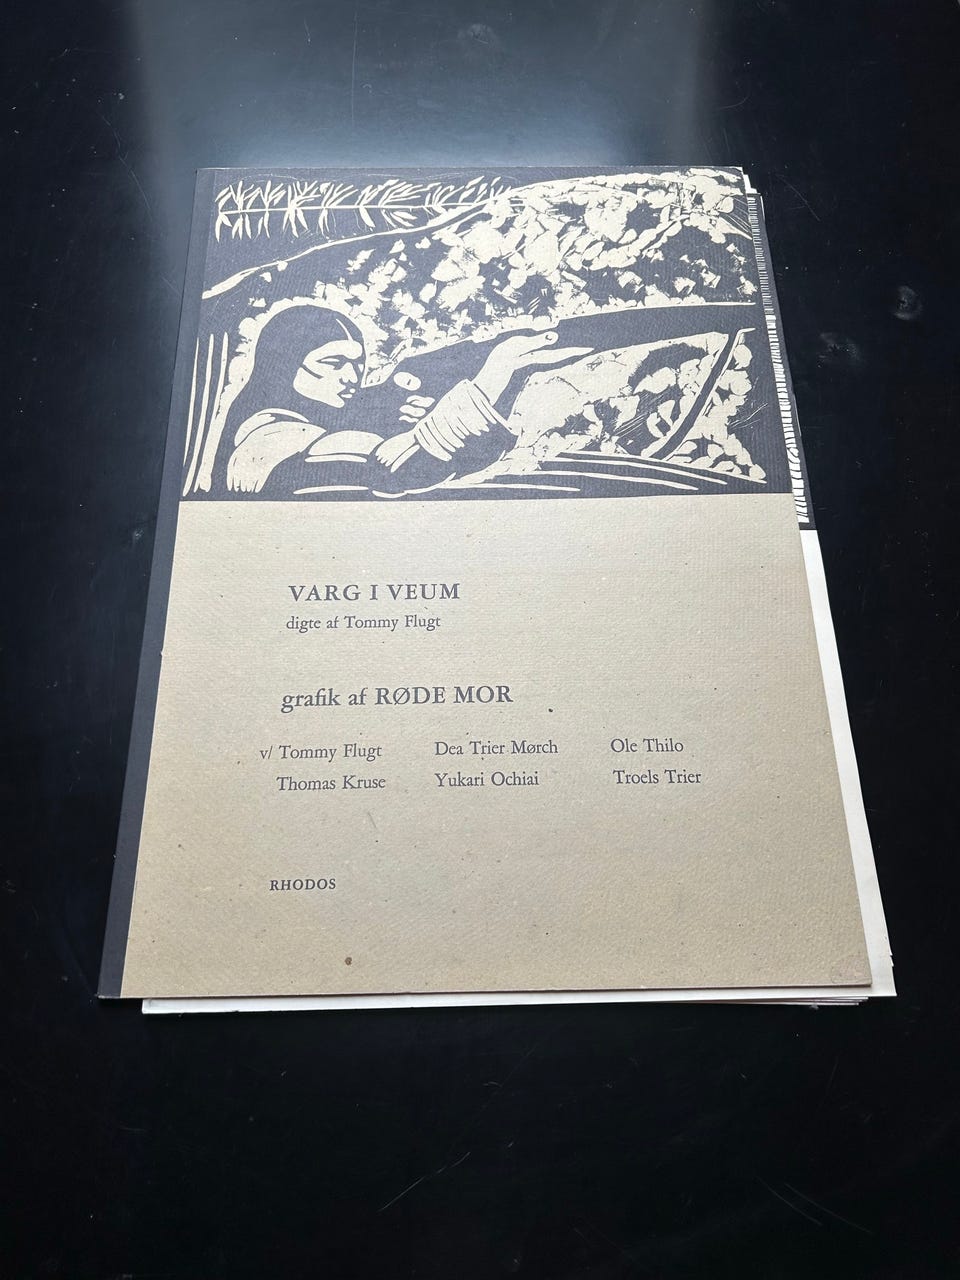 VARG I VEUM
digte af Tommy Flugt
grafik af RØDE MOR
v/ Tommy Flugt Dea Trier Mørch Ole Thilo
Thomas Kruse Yukari Ochiai Troels Trier
RHODOS